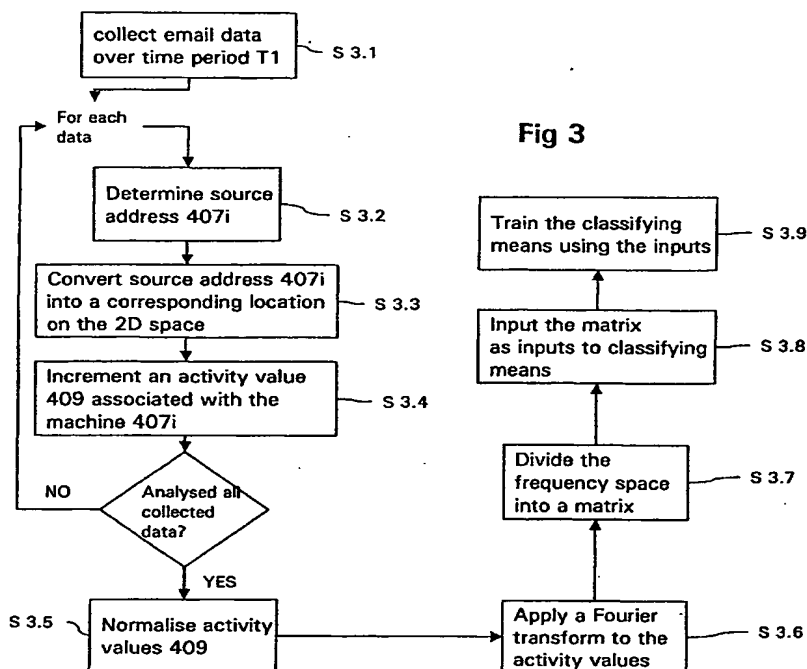 collect email data
over time period T1
S 3.1
For each
data
Fig 3
Determine source
address 407i
S 3.2
Convert source address 407i
into a corresponding location
on the 2D space
S 3.3
Increment an activity value
409 associated with the
machine 407i
S 3.4
NO
Analysed all
collected
data?
YES
S 3.5
Normalise activity
values 409
Apply a Fourier
transform to the
activity values
S 3.6
Divide the
frequency space
into a matrix
S 3.7
Input the matrix
as inputs to classifying
means
S 3.8
Train the classifying
means using the inputs
S 3.9